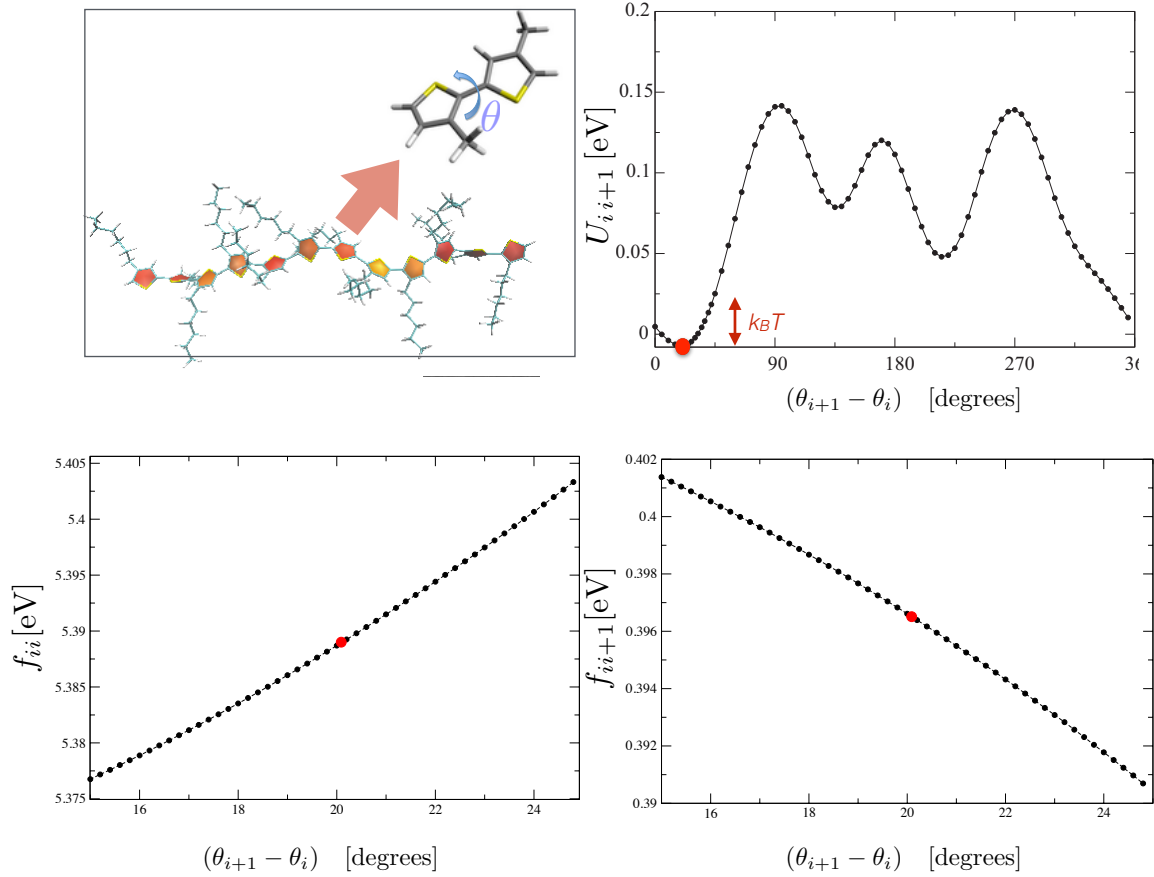 θ
0.2
0.15
0.1
0.05
0
U_{i i+1} [eV]
k_BT
0 90 180 270 36
(θ_{i+1} − θ_i) [degrees]
5.405
5.4
5.395
5.39
5.385
5.38
5.375
f_{ii} [eV]
16 18 20 22 24
(θ_{i+1} − θ_i) [degrees]
0.402
0.4
0.398
0.396
0.394
0.392
0.39
f_{ii+1} [eV]
16 18 20 22 24
(θ_{i+1} − θ_i) [degrees]